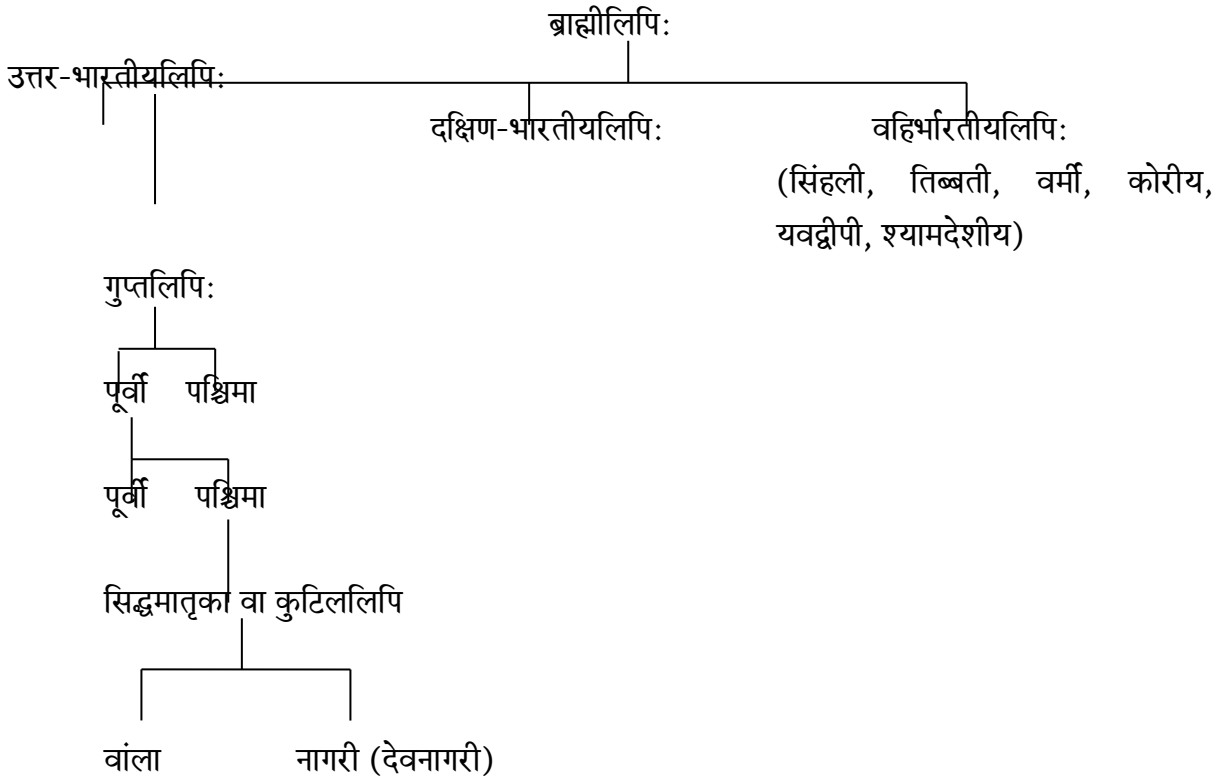 ब्राह्मीलिपि:
उत्तर-भारतीयलिपि:
दक्षिण-भारतीयलिपि: वहिर्भारतीयलिपि:
(सिंहली, तिब्बती, वर्मी, कोरीय,
यवद्वीपी, श्यामदेशीय)
गुप्तलिपि:
पूर्वी पश्चिमा
पूर्वी पश्चिमा
सिद्धमातृका वा कुटिललिपि
वांला नागरी (देवनागरी)